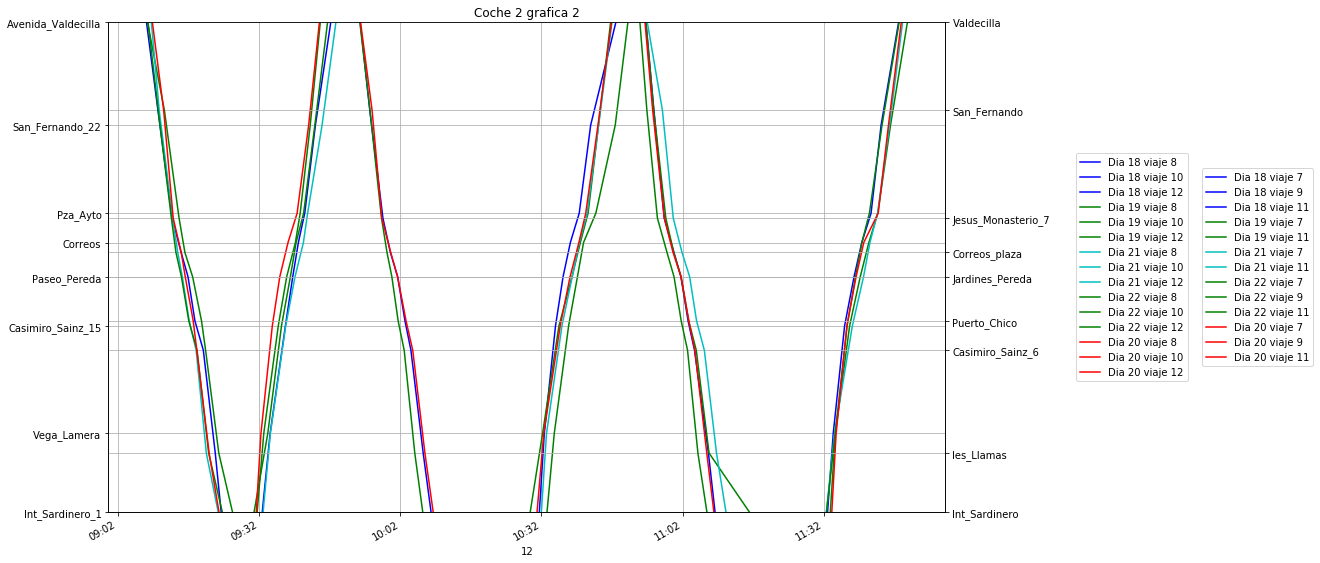 Coche 2 grafica 2
Avenida_Valdecilla
San_Fernando_22
Pza_Ayto
Correos
Paseo_Pereda
Casimiro_Sainz_15
Vega_Lamera
Int_Sardinero_1
Valdecilla
San_Fernando
Jesus_Monasterio_7
Correos_plaza
Jardines_Pereda
Puerto_Chico
Casimiro_Sainz_6
Ies_Llamas
Int_Sardinero
09:02
09:32
10:02
10:32
11:02
11:32
12
Dia 18 viaje 8
Dia 18 viaje 10
Dia 18 viaje 12
Dia 19 viaje 8
Dia 19 viaje 10
Dia 19 viaje 12
Dia 21 viaje 8
Dia 21 viaje 10
Dia 21 viaje 12
Dia 22 viaje 8
Dia 22 viaje 10
Dia 22 viaje 12
Dia 20 viaje 8
Dia 20 viaje 10
Dia 20 viaje 12
Dia 18 viaje 7
Dia 18 viaje 9
Dia 18 viaje 11
Dia 19 viaje 7
Dia 19 viaje 11
Dia 21 viaje 7
Dia 21 viaje 11
Dia 22 viaje 7
Dia 22 viaje 9
Dia 22 viaje 11
Dia 20 viaje 7
Dia 20 viaje 9
Dia 20 viaje 11